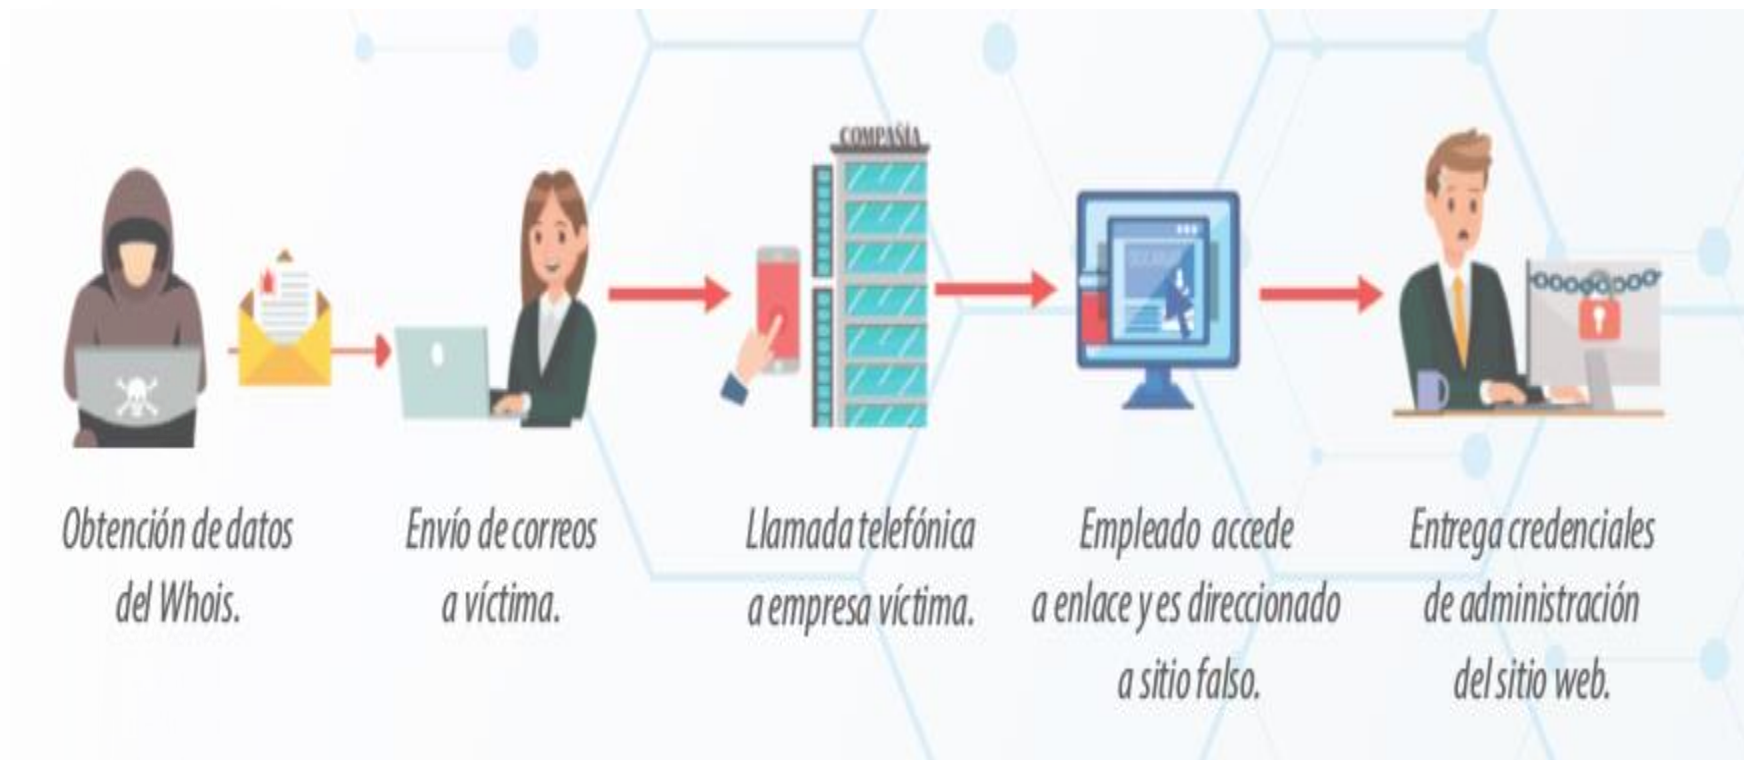 COMPAÑÍA
Obtención de datos
del Whois.
Envío de correos
a víctima.
Llamada telefónica
a empresa víctima.
Empleado accede
a enlace y es direccionado
a sitio falso.
Entrega credenciales
de administración
del sitio web.